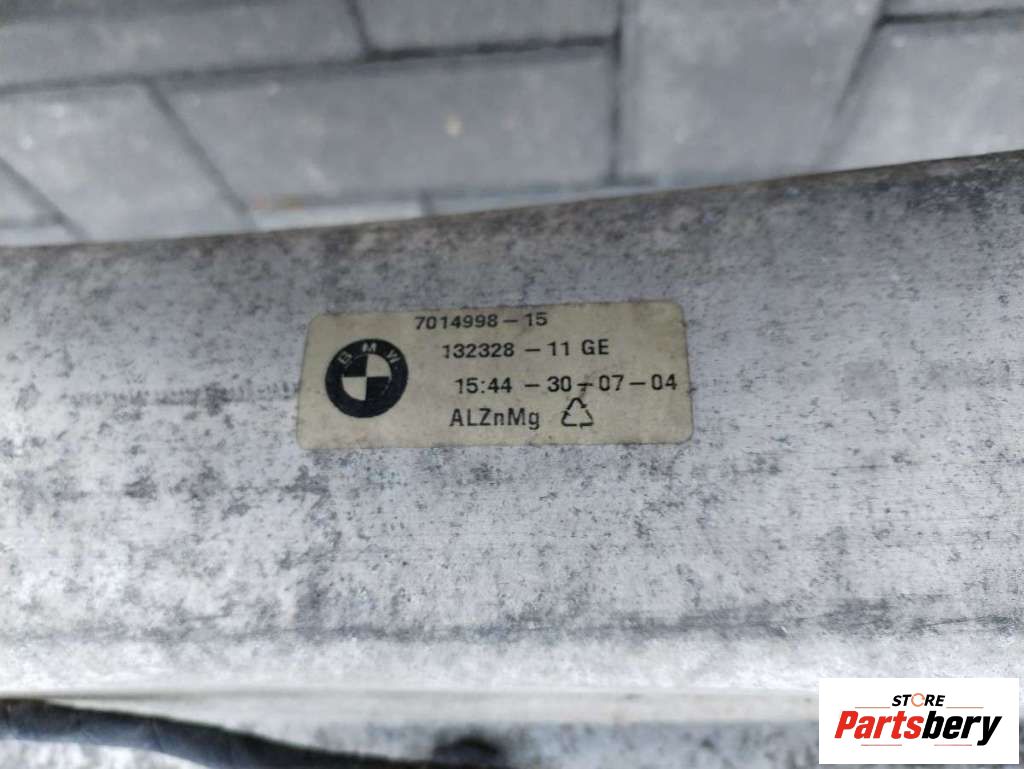 7014998-15
BMW
132328-11 GE
15:44-30-07-04
ALZnMg
STORE
Partsbery